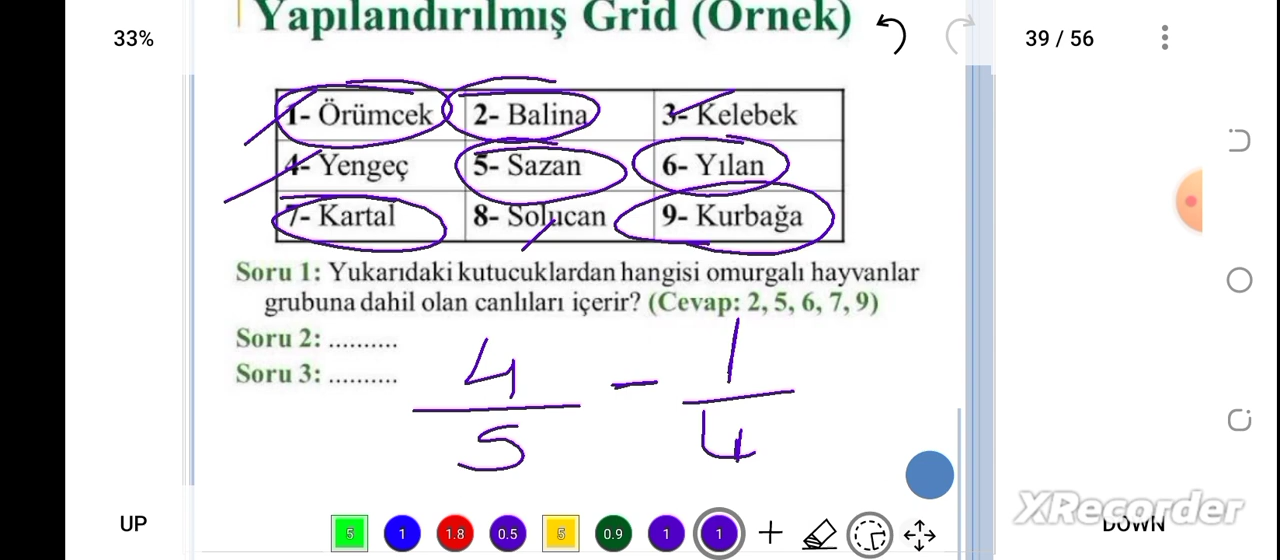 Yapılandırılmış Grid (Örnek)
33%
39 / 56
1- Örümcek 2- Balina 3- Kelebek
4- Yengeç 5- Sazan 6- Yılan
7- Kartal 8- Solucan 9- Kurbağa
Soru 1: Yukarıdaki kutucuklardan hangisi omurgalı hayvanlar
grubuna dahil olan canlıları içerir? (Cevap: 2, 5, 6, 7, 9)
Soru 2: ..........
Soru 3: ..........
4 - 1
5 4
XRecorder
UP 5 1 1.8 0.5 5 0.9 1 1 DOWN